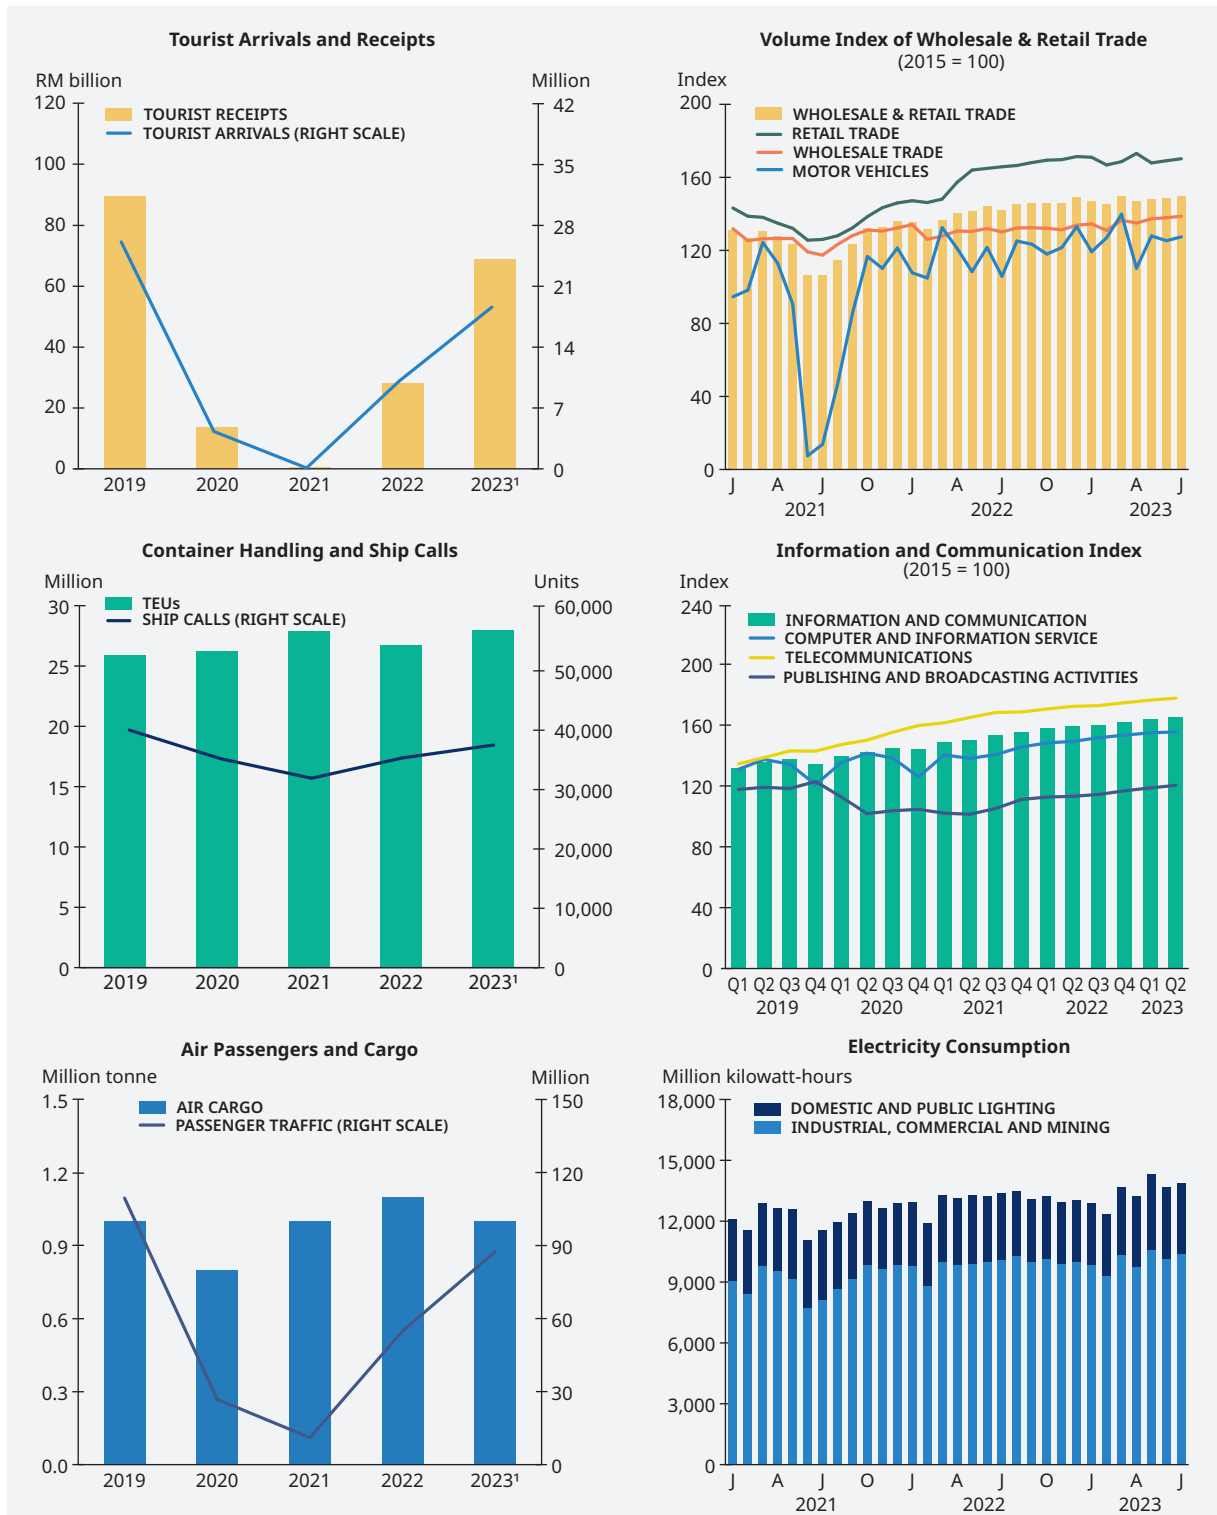 Tourist Arrivals and Receipts
RM billion
Million
TOURIST RECEIPTS
TOURIST ARRIVALS (RIGHT SCALE)
120
100
80
60
40
20
0
42
35
28
21
14
7
0
2019 2020 2021 2022 2023¹
Volume Index of Wholesale & Retail Trade
(2015 = 100)
Index
WHOLESALE & RETAIL TRADE
RETAIL TRADE
WHOLESALE TRADE
MOTOR VEHICLES
200
160
120
80
40
0
J A J O J A J O J A J
2021 2022 2023
Container Handling and Ship Calls
Million
Units
TEUs
SHIP CALLS (RIGHT SCALE)
30
25
20
15
10
5
0
60,000
50,000
40,000
30,000
20,000
10,000
0
2019 2020 2021 2022 2023¹
Information and Communication Index
(2015 = 100)
Index
INFORMATION AND COMMUNICATION
COMPUTER AND INFORMATION SERVICE
TELECOMMUNICATIONS
PUBLISHING AND BROADCASTING ACTIVITIES
240
200
160
120
80
40
0
Q1 Q2 Q3 Q4 Q1 Q2 Q3 Q4 Q1 Q2 Q3 Q4 Q1 Q2 Q3 Q4 Q1 Q2
2019 2020 2021 2022 2023
Air Passengers and Cargo
Million tonne
Million
AIR CARGO
PASSENGER TRAFFIC (RIGHT SCALE)
1.5
1.2
0.9
0.6
0.3
0.0
150
120
90
60
30
0
2019 2020 2021 2022 2023¹
Electricity Consumption
Million kilowatt-hours
DOMESTIC AND PUBLIC LIGHTING
INDUSTRIAL, COMMERCIAL AND MINING
18,000
15,000
12,000
9,000
6,000
3,000
0
J A J O J A J O J A J
2021 2022 2023